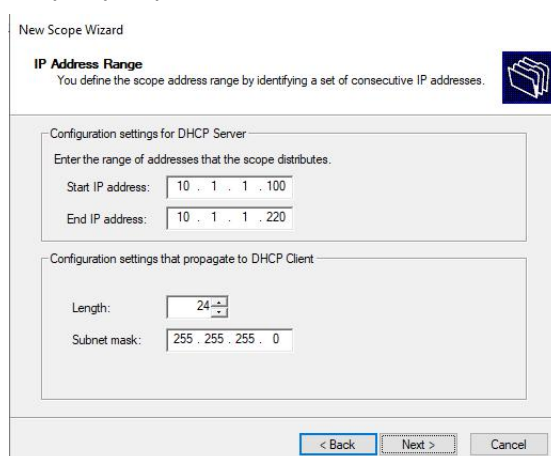 New Scope Wizard
IP Address Range
You define the scope address range by identifying a set of consecutive IP addresses.
Configuration settings for DHCP Server
Enter the range of addresses that the scope distributes.
Start IP address: 10 . 1 . 1 . 100
End IP address: 10 . 1 . 1 . 220
Configuration settings that propagate to DHCP Client
Length: 24
Subnet mask: 255 . 255 . 255 . 0
< Back Next > Cancel